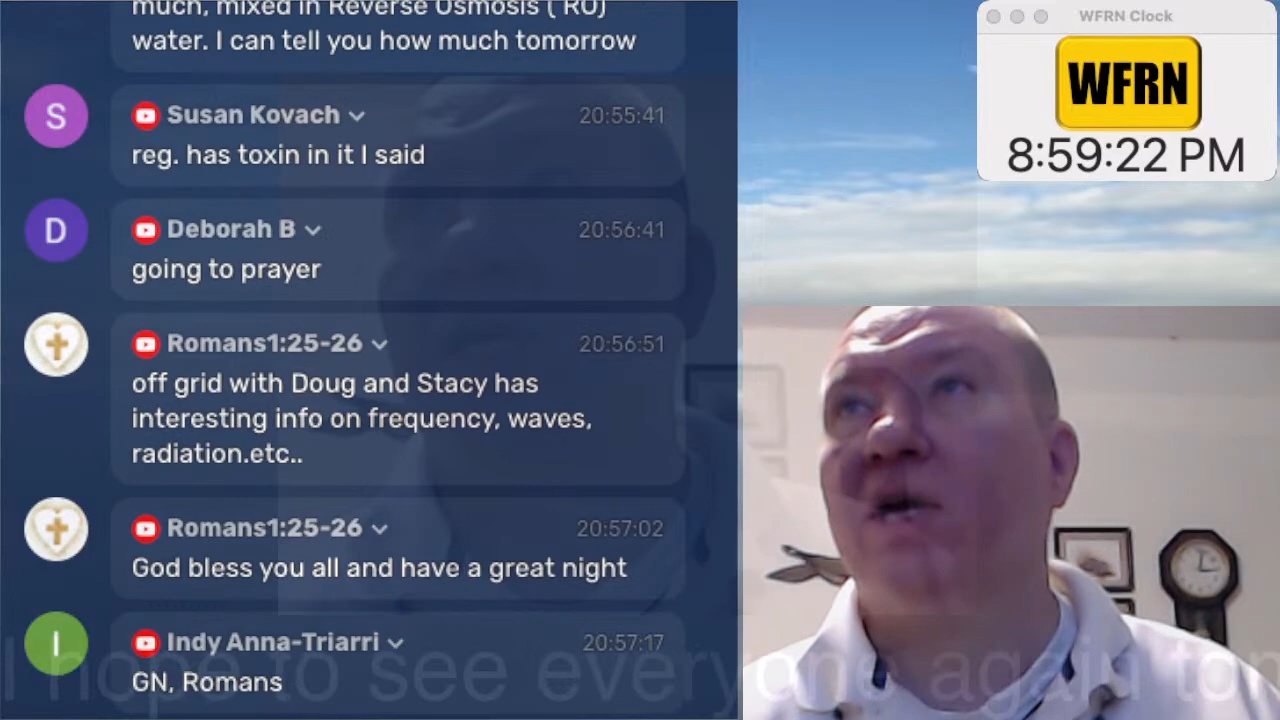 much, mixed in Reverse Osmosis ( RO)
water. I can tell you how much tomorrow
S
Susan Kovach
20:55:41
reg. has toxin in it I said
D
Deborah B
20:56:41
going to prayer
Romans1:25-26
20:56:51
off grid with Doug and Stacy has
interesting info on frequency, waves,
radiation.etc..
Romans1:25-26
20:57:02
God bless you all and have a great night
I
Indy Anna-Triarri
20:57:17
GN, Romans
WFRN Clock
WFRN
8:59:22 PM
I hope to see everyone again